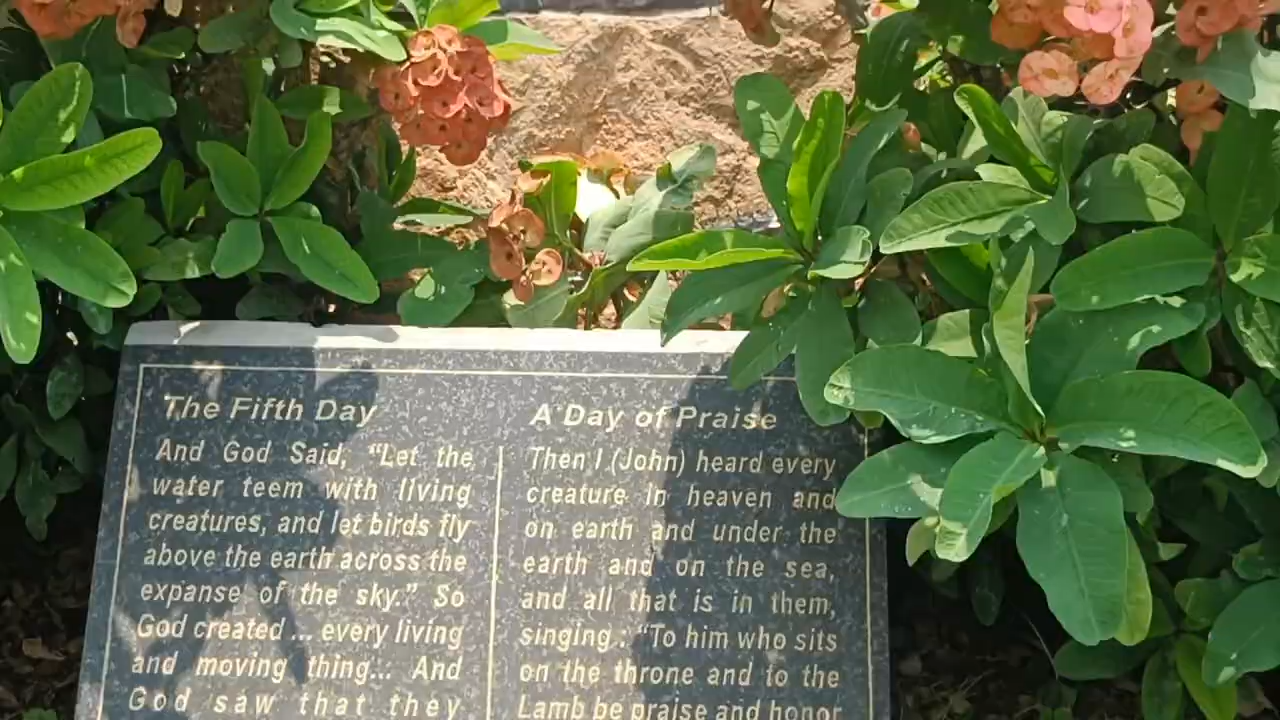 The Fifth Day
And God Said, “Let the
water teem with living
creatures, and let birds fly
above the earth across the
expanse of the sky.” So
God created ... every living
and moving thing... And
God saw that they
A Day of Praise
Then I (John) heard every
creature in heaven and
on earth and under the
earth and on the sea,
and all that is in them,
singing.: “To him who sits
on the throne and to the
Lamb be praise and honor